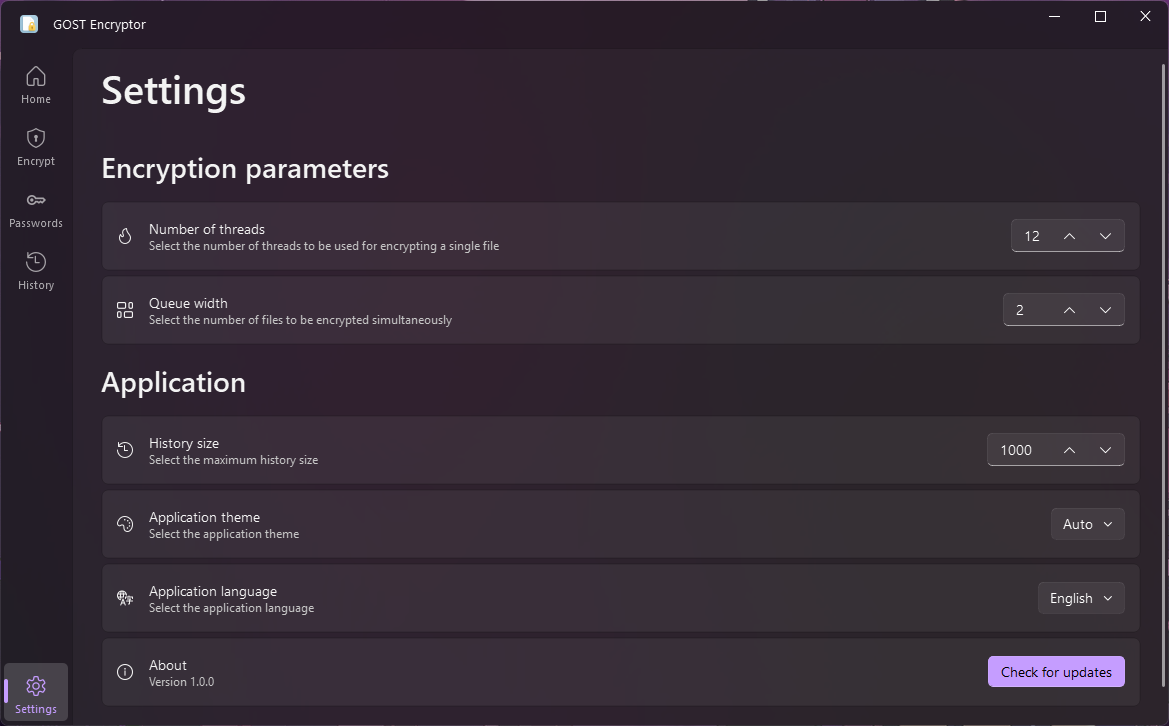 GOST Encryptor
Home
Encrypt
Passwords
History
Settings
Settings
Encryption parameters
Number of threads
Select the number of threads to be used for encrypting a single file
12
Queue width
Select the number of files to be encrypted simultaneously
2
Application
History size
Select the maximum history size
1000
Application theme
Select the application theme
Auto
Application language
Select the application language
English
About
Version 1.0.0
Check for updates